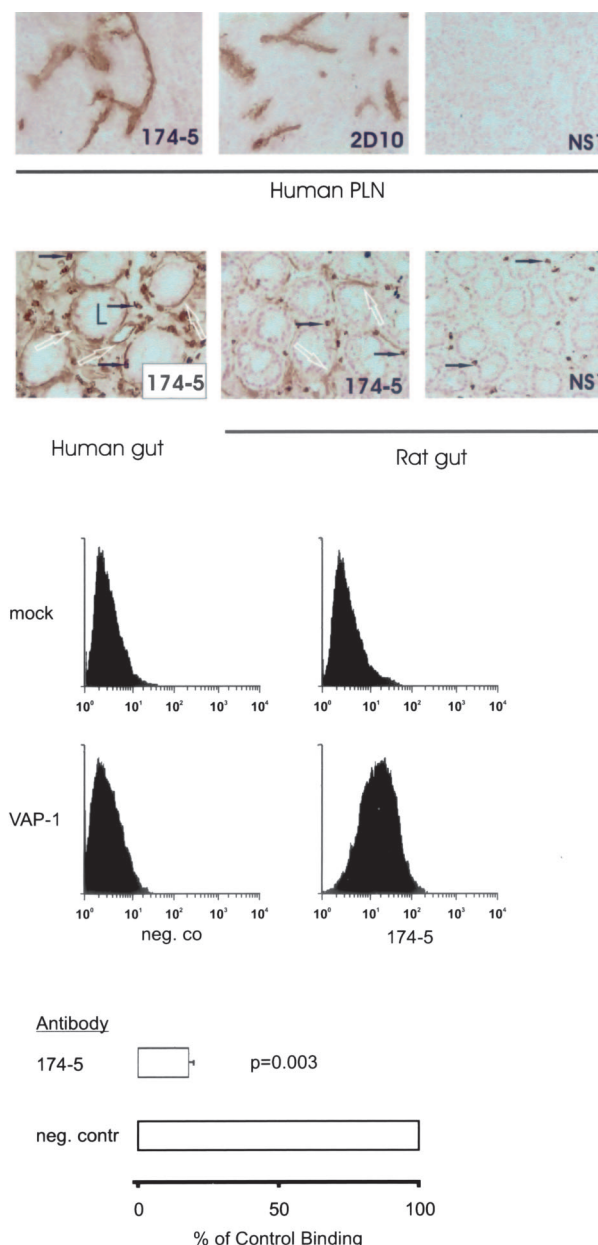 174-5 2D10 NS1
Human PLN
L
174-5 174-5 NS1
Human gut Rat gut
mock
10⁰ 10¹ 10² 10³ 10⁴ 10⁰ 10¹ 10² 10³ 10⁴
VAP-1
10⁰ 10¹ 10² 10³ 10⁴ 10⁰ 10¹ 10² 10³ 10⁴
neg. co 174-5
Antibody
174-5 p=0.003
neg. contr
0 50 100
% of Control Binding